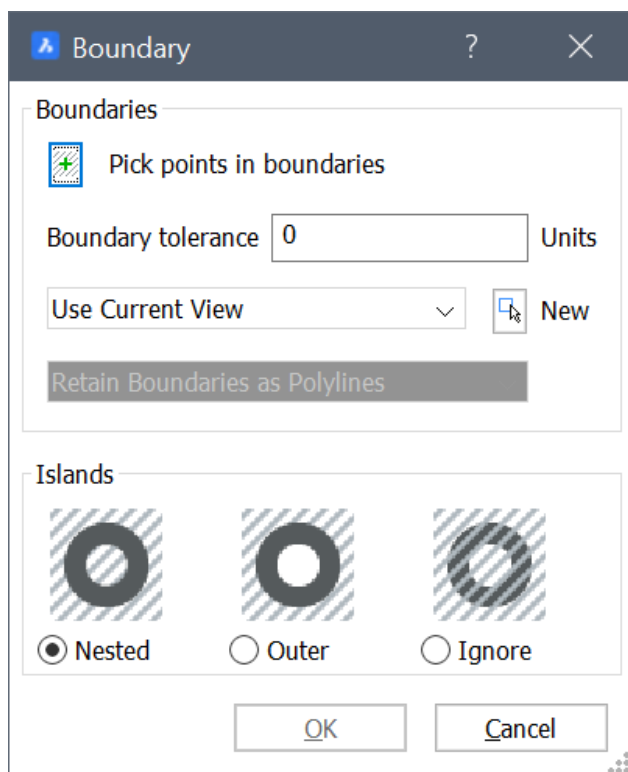 Boundary
Boundaries
Pick points in boundaries
Boundary tolerance 0 Units
Use Current View New
Retain Boundaries as Polylines
Islands
Nested Outer Ignore
OK Cancel